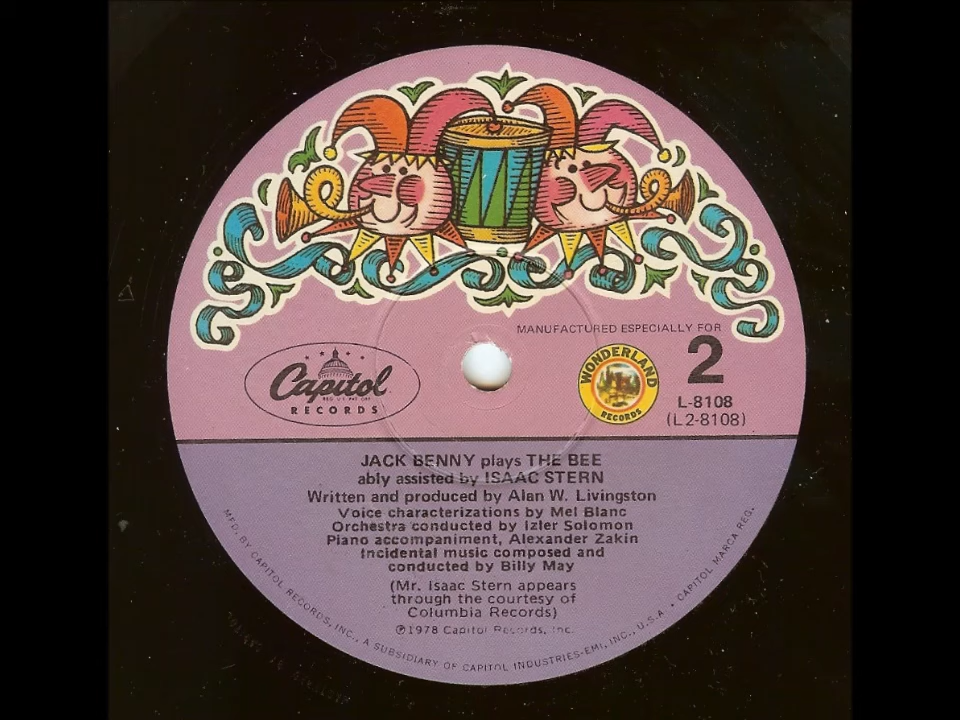 MANUFACTURED ESPECIALLY FOR
Capitol
REG. U.S. PAT. OFF.
RECORDS
WONDERLAND
RECORDS
2
L-8108
(L2-8108)
JACK BENNY plays THE BEE
ably assisted by ISAAC STERN
Written and produced by Alan W. Livingston
Voice characterizations by Mel Blanc
Orchestra conducted by Izler Solomon
Piano accompaniment, Alexander Zakin
Incidental music composed and
conducted by Billy May
(Mr. Isaac Stern appears
through the courtesy of
Columbia Records)
℗1978 Capitol Records, Inc.
MFD. BY CAPITOL RECORDS, INC., A SUBSIDIARY OF CAPITOL INDUSTRIES-EMI, INC., U.S.A. • CAPITOL MARCA REG.